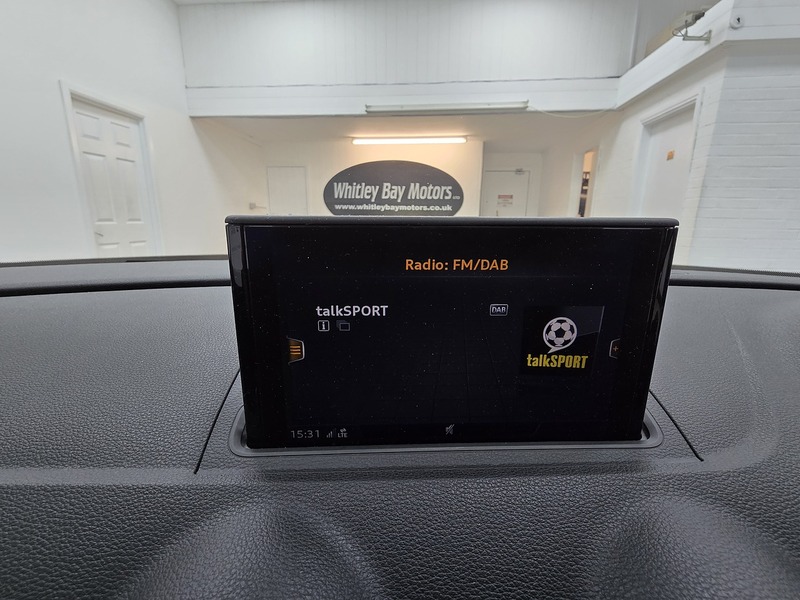 Whitley Bay Motors
www.whitleybaymotors.co.uk
Radio: FM/DAB
talkSPORT
DAB
talkSPORT
15:31
LTE